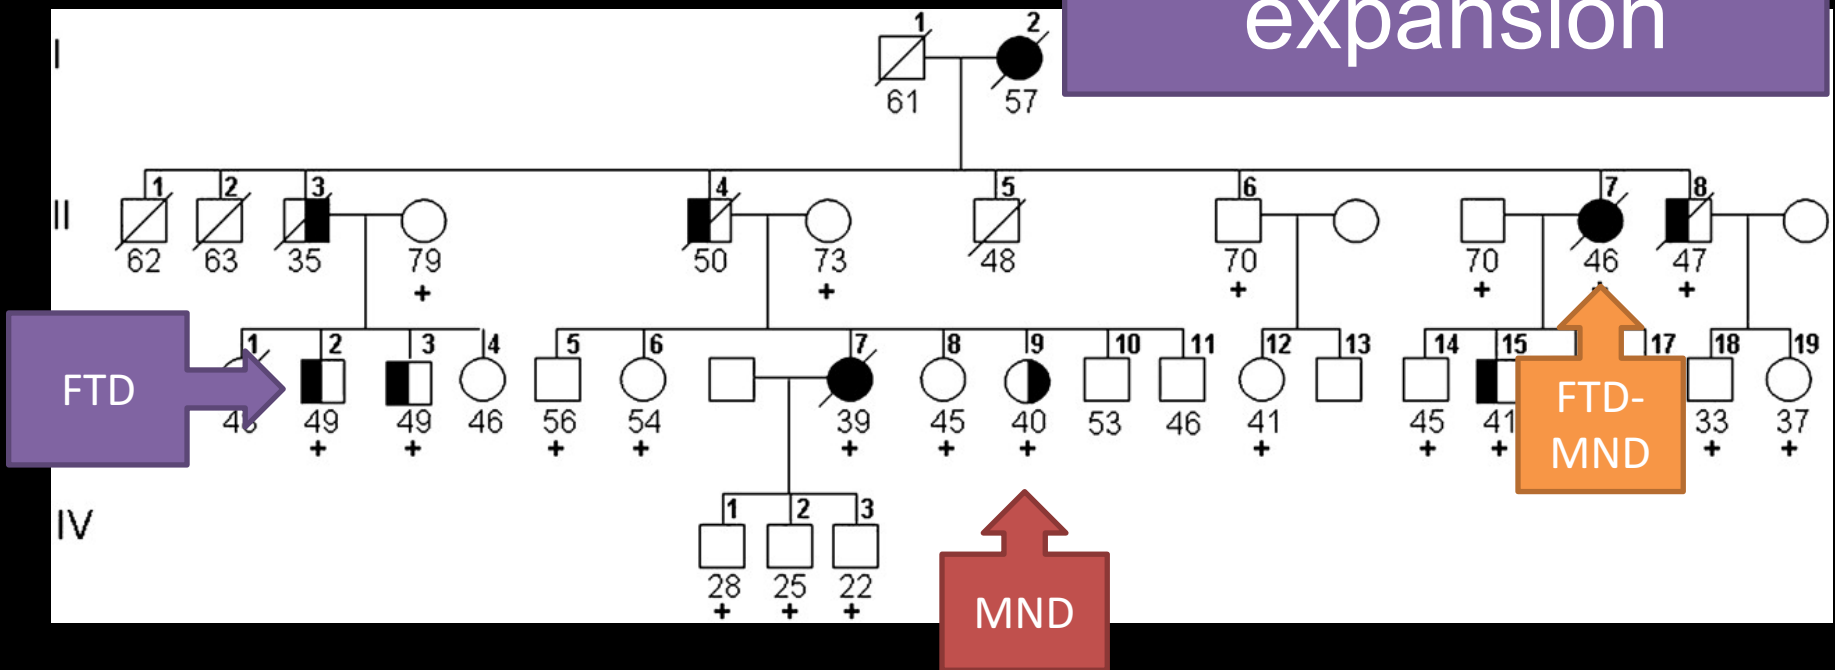 expansion
I
1 2
61 57
II
1 2 3 4 5 6 7 8
62 63 35 79 50 73 48 70 70 46 47
+ + + + +
1 2 3 4 5 6 7 8 9 10 11 12 13 14 15 17 18 19
49 49 46 56 54 39 45 40 53 46 41 45 41 33 37
+ + + + + + + + + + + +
FTD
FTD-
MND
IV
1 2 3
28 25 22
+ + +
MND